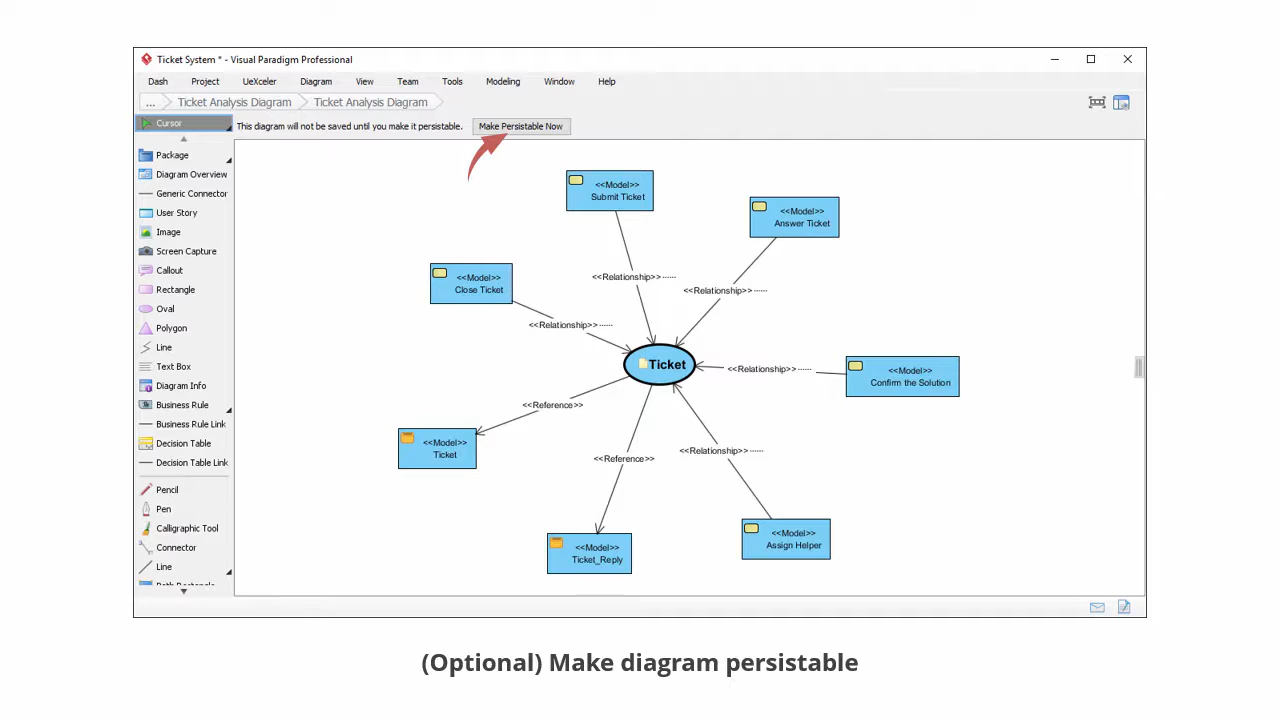 Ticket System * - Visual Paradigm Professional
Dash Project UeXceler Diagram View Team Tools Modeling Window Help
... Ticket Analysis Diagram Ticket Analysis Diagram
Cursor
This diagram will not be saved until you make it persistable. Make Persistable Now
Package
Diagram Overview
Generic Connector
User Story
Image
Screen Capture
Callout
Rectangle
Oval
Polygon
Line
Text Box
Diagram Info
Business Rule
Business Rule Link
Decision Table
Decision Table Link
Pencil
Pen
Calligraphic Tool
Connector
Line
Path Rectangle
<<Model>>
Submit Ticket
<<Model>>
Answer Ticket
<<Model>>
Close Ticket
<<Relationship>> ······
<<Relationship>> ······
<<Relationship>> ······
Ticket
<<Relationship>> ······
<<Model>>
Confirm the Solution
<<Reference>>
<<Model>>
Ticket
<<Reference>>
<<Relationship>> ······
<<Model>>
Ticket_Reply
<<Model>>
Assign Helper
(Optional) Make diagram persistable